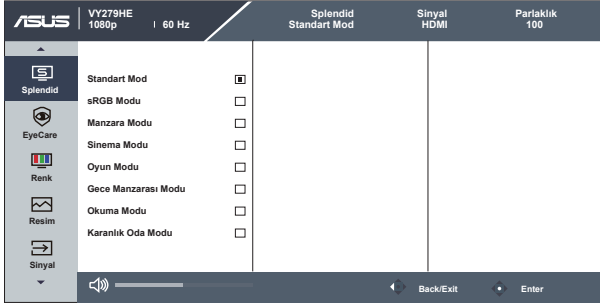 ASUS
VY279HE
1080p | 60 Hz
Splendid
Standart Mod
Sinyal
HDMI
Parlaklık
100
Splendid
EyeCare
Renk
Resim
Sinyal
Standart Mod
sRGB Modu
Manzara Modu
Sinema Modu
Oyun Modu
Gece Manzarası Modu
Okuma Modu
Karanlık Oda Modu
Back/Exit
Enter